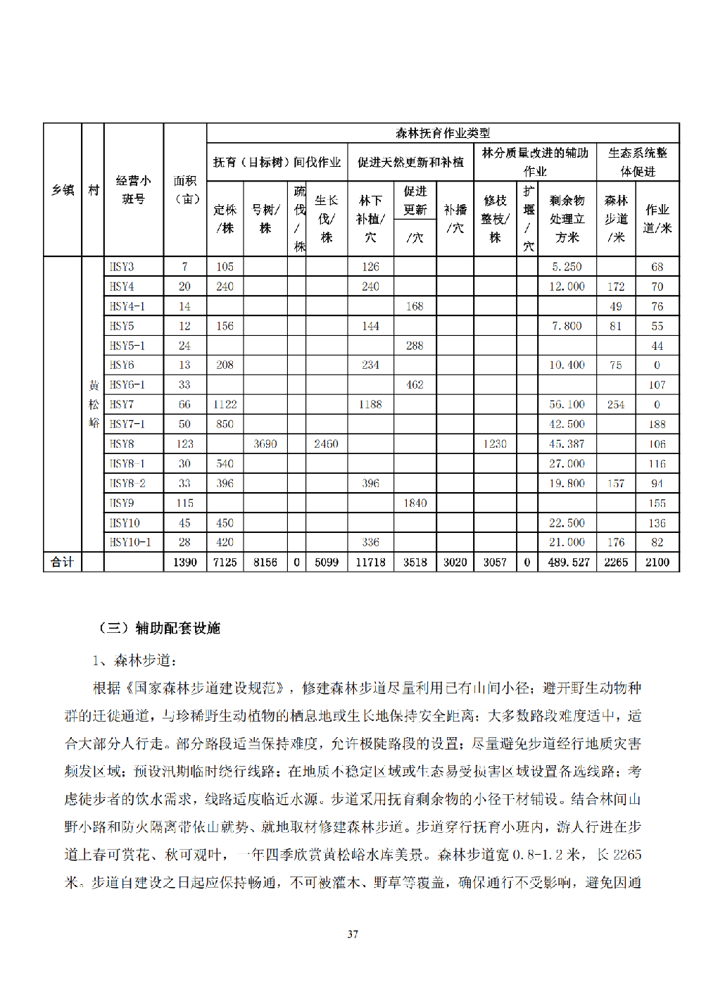 森林抚育作业类型
抚育（目标树）间伐作业 促进天然更新和补植 林分质量改进的辅助作业 生态系统整体促进
乡镇 村 经营小班号 面积（亩） 定株/株 号树/株 疏伐/株 生长伐/株 林下补植/穴 促进更新/穴 补播/穴 修枝整枝/株 扩堰/穴 剩余物处理立方米 森林步道/米 作业道/米
黄松峪
HSY3 7 105 126 5.250 68
HSY4 20 240 240 12.000 172 70
HSY4-1 14 168 49 76
HSY5 12 156 144 7.800 81 55
HSY5-1 24 288 44
HSY6 13 208 234 10.400 75 0
HSY6-1 33 462 107
HSY7 66 1122 1188 56.100 254 0
HSY7-1 50 850 42.500 188
HSY8 123 3690 2460 1230 45.387 106
HSY8-1 30 540 27.000 116
HSY8-2 33 396 396 19.800 157 94
HSY9 115 1840 155
HSY10 45 450 22.500 136
HSY10-1 28 420 336 21.000 176 82
合计 1390 7125 8156 0 5099 11718 3518 3020 3057 0 489.527 2265 2100
（三）辅助配套设施
1、森林步道：
根据《国家森林步道建设规范》，修建森林步道尽量利用已有山间小径；避开野生动物种
群的迁徙通道，与珍稀野生动植物的栖息地或生长地保持安全距离；大多数路段难度适中，适
合大部分人行走。部分路段适当保持难度，允许极陡路段的设置；尽量避免步道经行地质灾害
频发区域；预设汛期临时绕行线路；在地质不稳定区域或生态易受损害区域设置备选线路；考
虑徒步者的饮水需求，线路适度临近水源。步道采用抚育剩余物的小径干材铺设。结合林间山
野小路和防火隔离带依山就势、就地取材修建森林步道。步道穿行抚育小班内，游人行进在步
道上春可赏花、秋可观叶，一年四季欣赏黄松峪水库美景。森林步道宽 0.8-1.2 米，长 2265
米。步道自建设之日起应保持畅通，不可被灌木、野草等覆盖，确保通行不受影响，避免因通
37